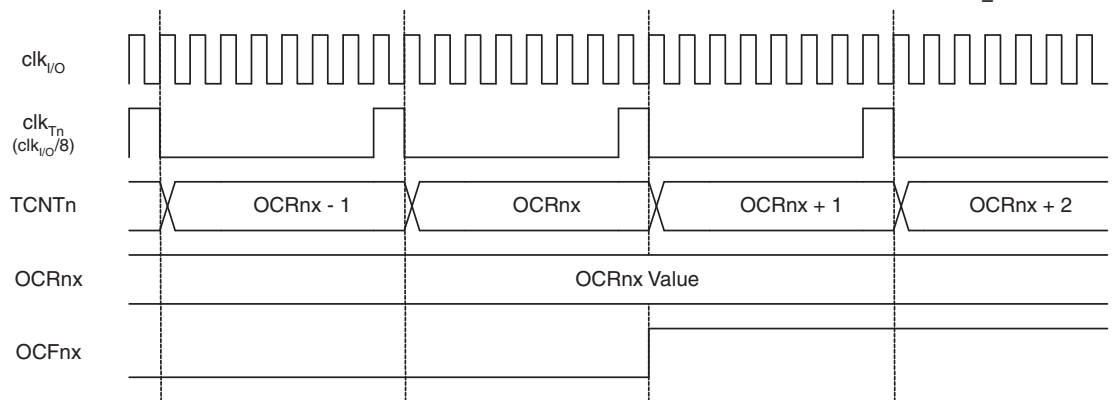 clkI/O
clkTn
(clkI/O/8)
TCNTn OCRnx - 1 OCRnx OCRnx + 1 OCRnx + 2
OCRnx OCRnx Value
OCFnx